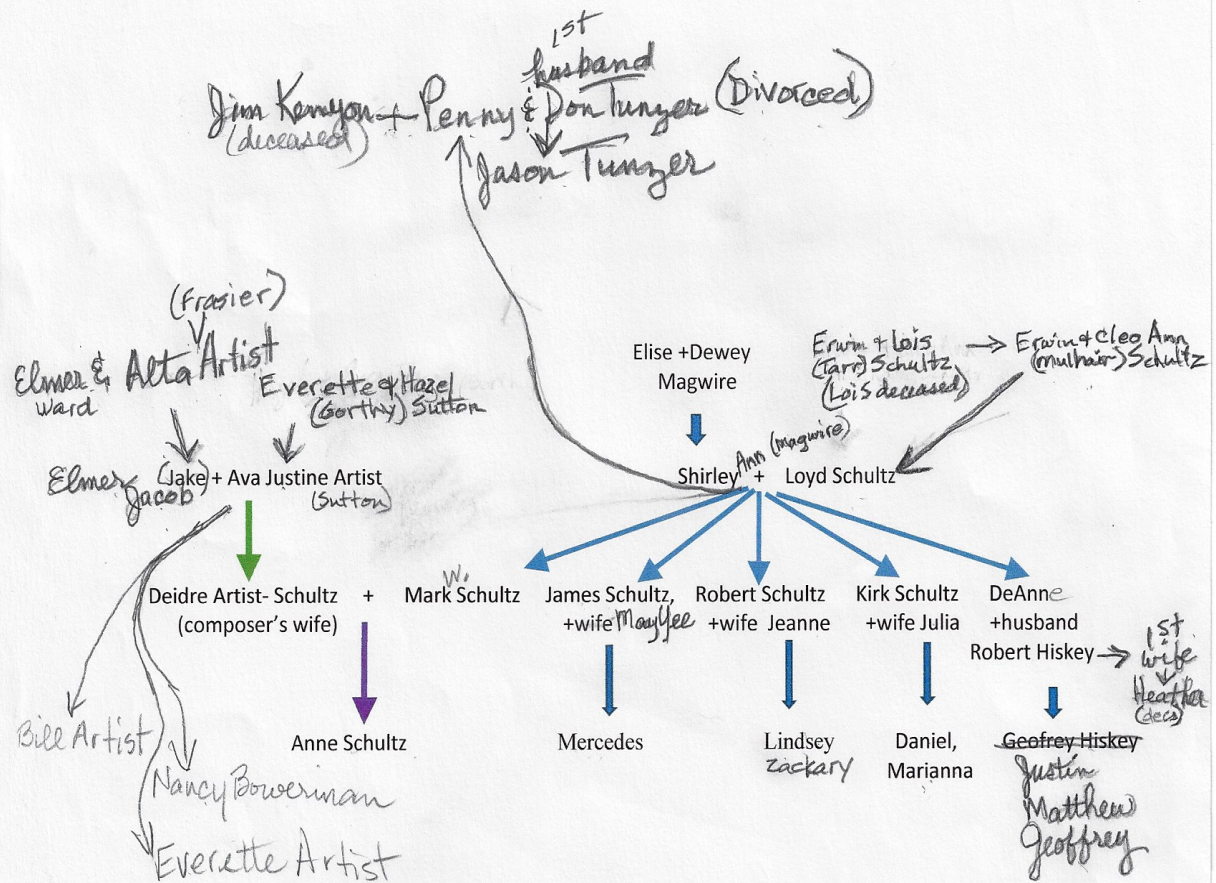 1st
husband
Jim Kenyon + Penny & Don Tunzer (Divorced)
(deceased)
Jason Tunzer
(Frasier)
Elmer & Alta Artist
Ward
Everette & Hazel
(Gorthy) Sutton
Elise +Dewey
Magwire
Erwin & Lois
(Tarr) Schultz
(Lois deceased)
Erwin & Cleo Ann
(Mulhair) Schultz
Elmer (Jake) + Ava Justine Artist
Jacob
(Sutton)
Shirley Ann (Magwire) + Loyd Schultz
Deidre Artist- Schultz + Mark W. Schultz
(composer's wife)
James Schultz,
+wife MaryYee
Robert Schultz
+wife Jeanne
Kirk Schultz
+wife Julia
DeAnne
+husband
Robert Hiskey
1st
wife
Heather
(decs)
Bill Artist
Nancy Bowerman
Everette Artist
Anne Schultz
Mercedes
Lindsey
Zackary
Daniel,
Marianna
Geofrey Hiskey
Justin
Matthew
Geoffrey